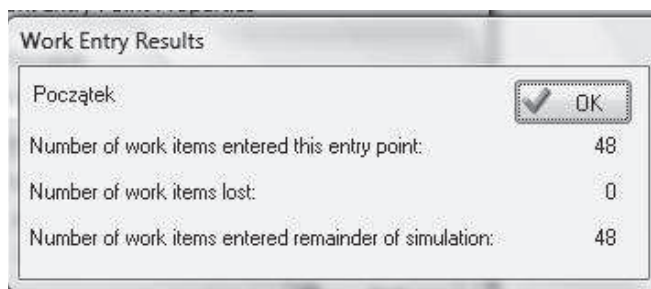 Work Entry Results
Początek
OK
Number of work items entered this entry point: 48
Number of work items lost: 0
Number of work items entered remainder of simulation: 48